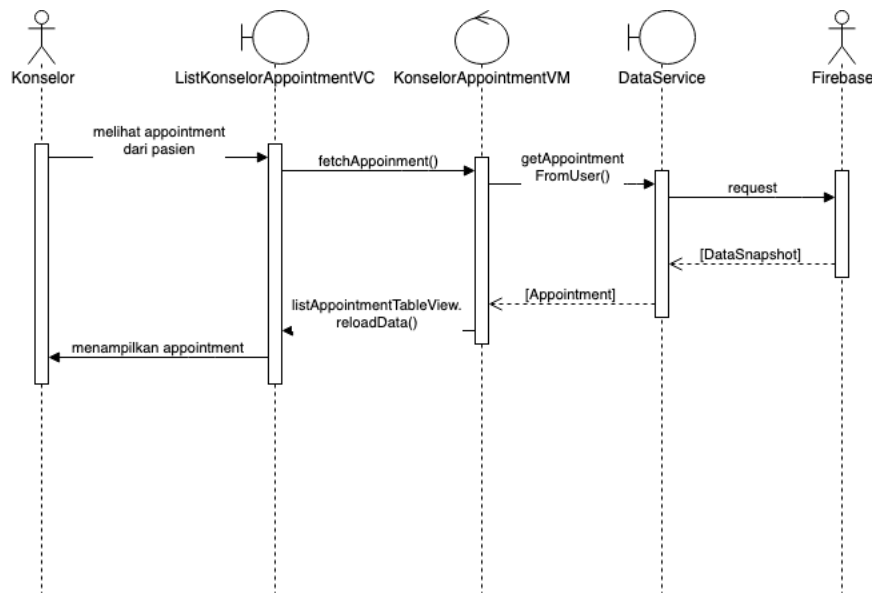 Konselor
ListKonselorAppointmentVC
KonselorAppointmentVM
DataService
Firebase
melihat appointment
dari pasien
fetchAppoinment()
getAppointment
FromUser()
request
[DataSnapshot]
[Appointment]
listAppointmentTableView.
reloadData()
menampilkan appointment